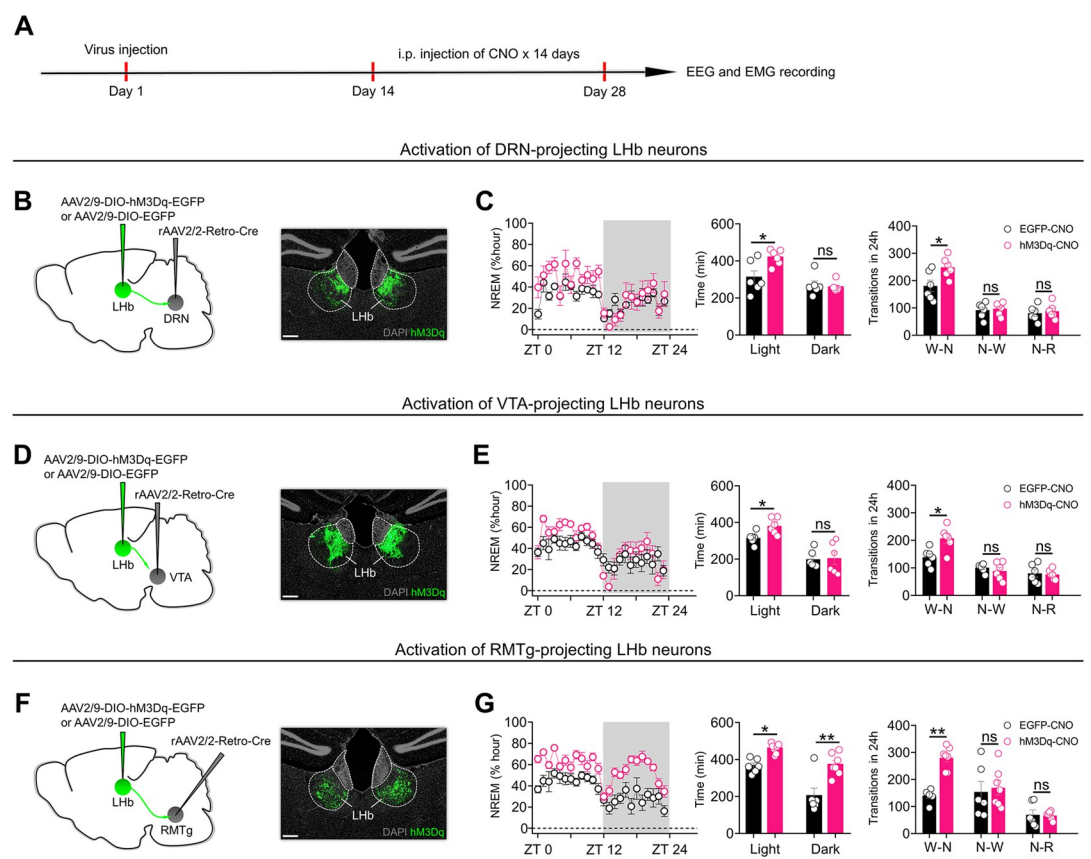 A
Virus injection
i.p. injection of CNO x 14 days
EEG and EMG recording
Day 1
Day 14
Day 28
Activation of DRN-projecting LHb neurons
B
AAV2/9-DIO-hM3Dq-EGFP
or AAV2/9-DIO-EGFP
rAAV2/2-Retro-Cre
LHb
DRN
LHb
DAPI hM3Dq
C
NREM (%hour)
100
80
60
40
20
0
ZT 0
ZT 12
ZT 24
Time (min)
600
400
200
0
*
ns
Light
Dark
Transitions in 24h
400
300
200
100
0
*
ns
ns
W-N
N-W
N-R
EGFP-CNO
hM3Dq-CNO
Activation of VTA-projecting LHb neurons
D
AAV2/9-DIO-hM3Dq-EGFP
or AAV2/9-DIO-EGFP
rAAV2/2-Retro-Cre
LHb
VTA
LHb
DAPI hM3Dq
E
NREM (%hour)
100
80
60
40
20
0
ZT 0
ZT 12
ZT 24
Time (min)
600
400
200
0
*
ns
Light
Dark
Transitions in 24h
400
300
200
100
0
*
ns
ns
W-N
N-W
N-R
EGFP-CNO
hM3Dq-CNO
Activation of RMTg-projecting LHb neurons
F
AAV2/9-DIO-hM3Dq-EGFP
or AAV2/9-DIO-EGFP
rAAV2/2-Retro-Cre
LHb
RMTg
LHb
DAPI hM3Dq
G
NREM (% hour)
100
80
60
40
20
0
ZT 0
ZT 12
ZT 24
Time (min)
600
400
200
0
*
**
Light
Dark
Transitions in 24h
400
300
200
100
0
**
ns
ns
W-N
N-W
N-R
EGFP-CNO
hM3Dq-CNO